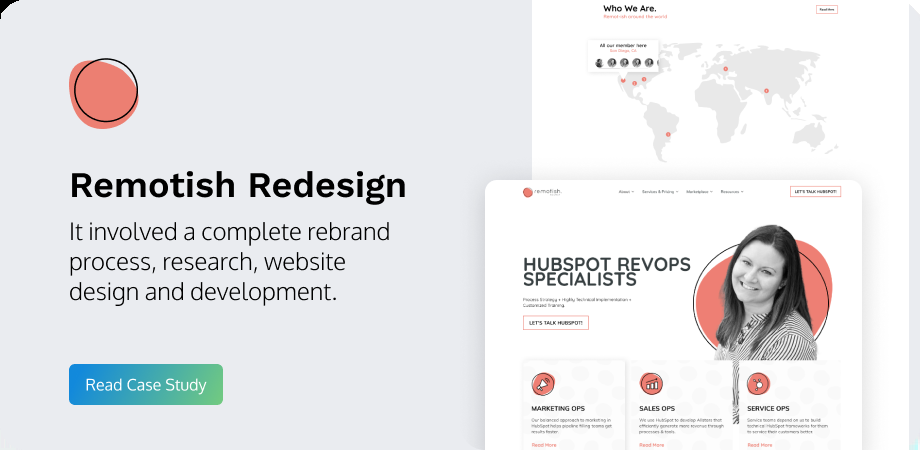 Remotish Redesign
It involved a complete rebrand
process, research, website
design and development.
Read Case Study
Who We Are.
Remotish around the world
Read More
All our member here
San Diego, CA
remotish.
About
Services & Pricing
Marketplace
Resources
LET'S TALK HUBSPOT!
HUBSPOT REVOPS
SPECIALISTS
Process Strategy + Highly Technical Implementation +
Customized Training.
LET'S TALK HUBSPOT!
MARKETING OPS
Our balanced approach to marketing in
HubSpot helps pipeline filling teams get
results faster.
Read More
SALES OPS
We use HubSpot to develop Allstars that
efficiently generate more revenue through
processes & tools.
Read More
SERVICE OPS
Service teams depend on us to build
technical HubSpot frameworks for them
to service their customers better.
Read More